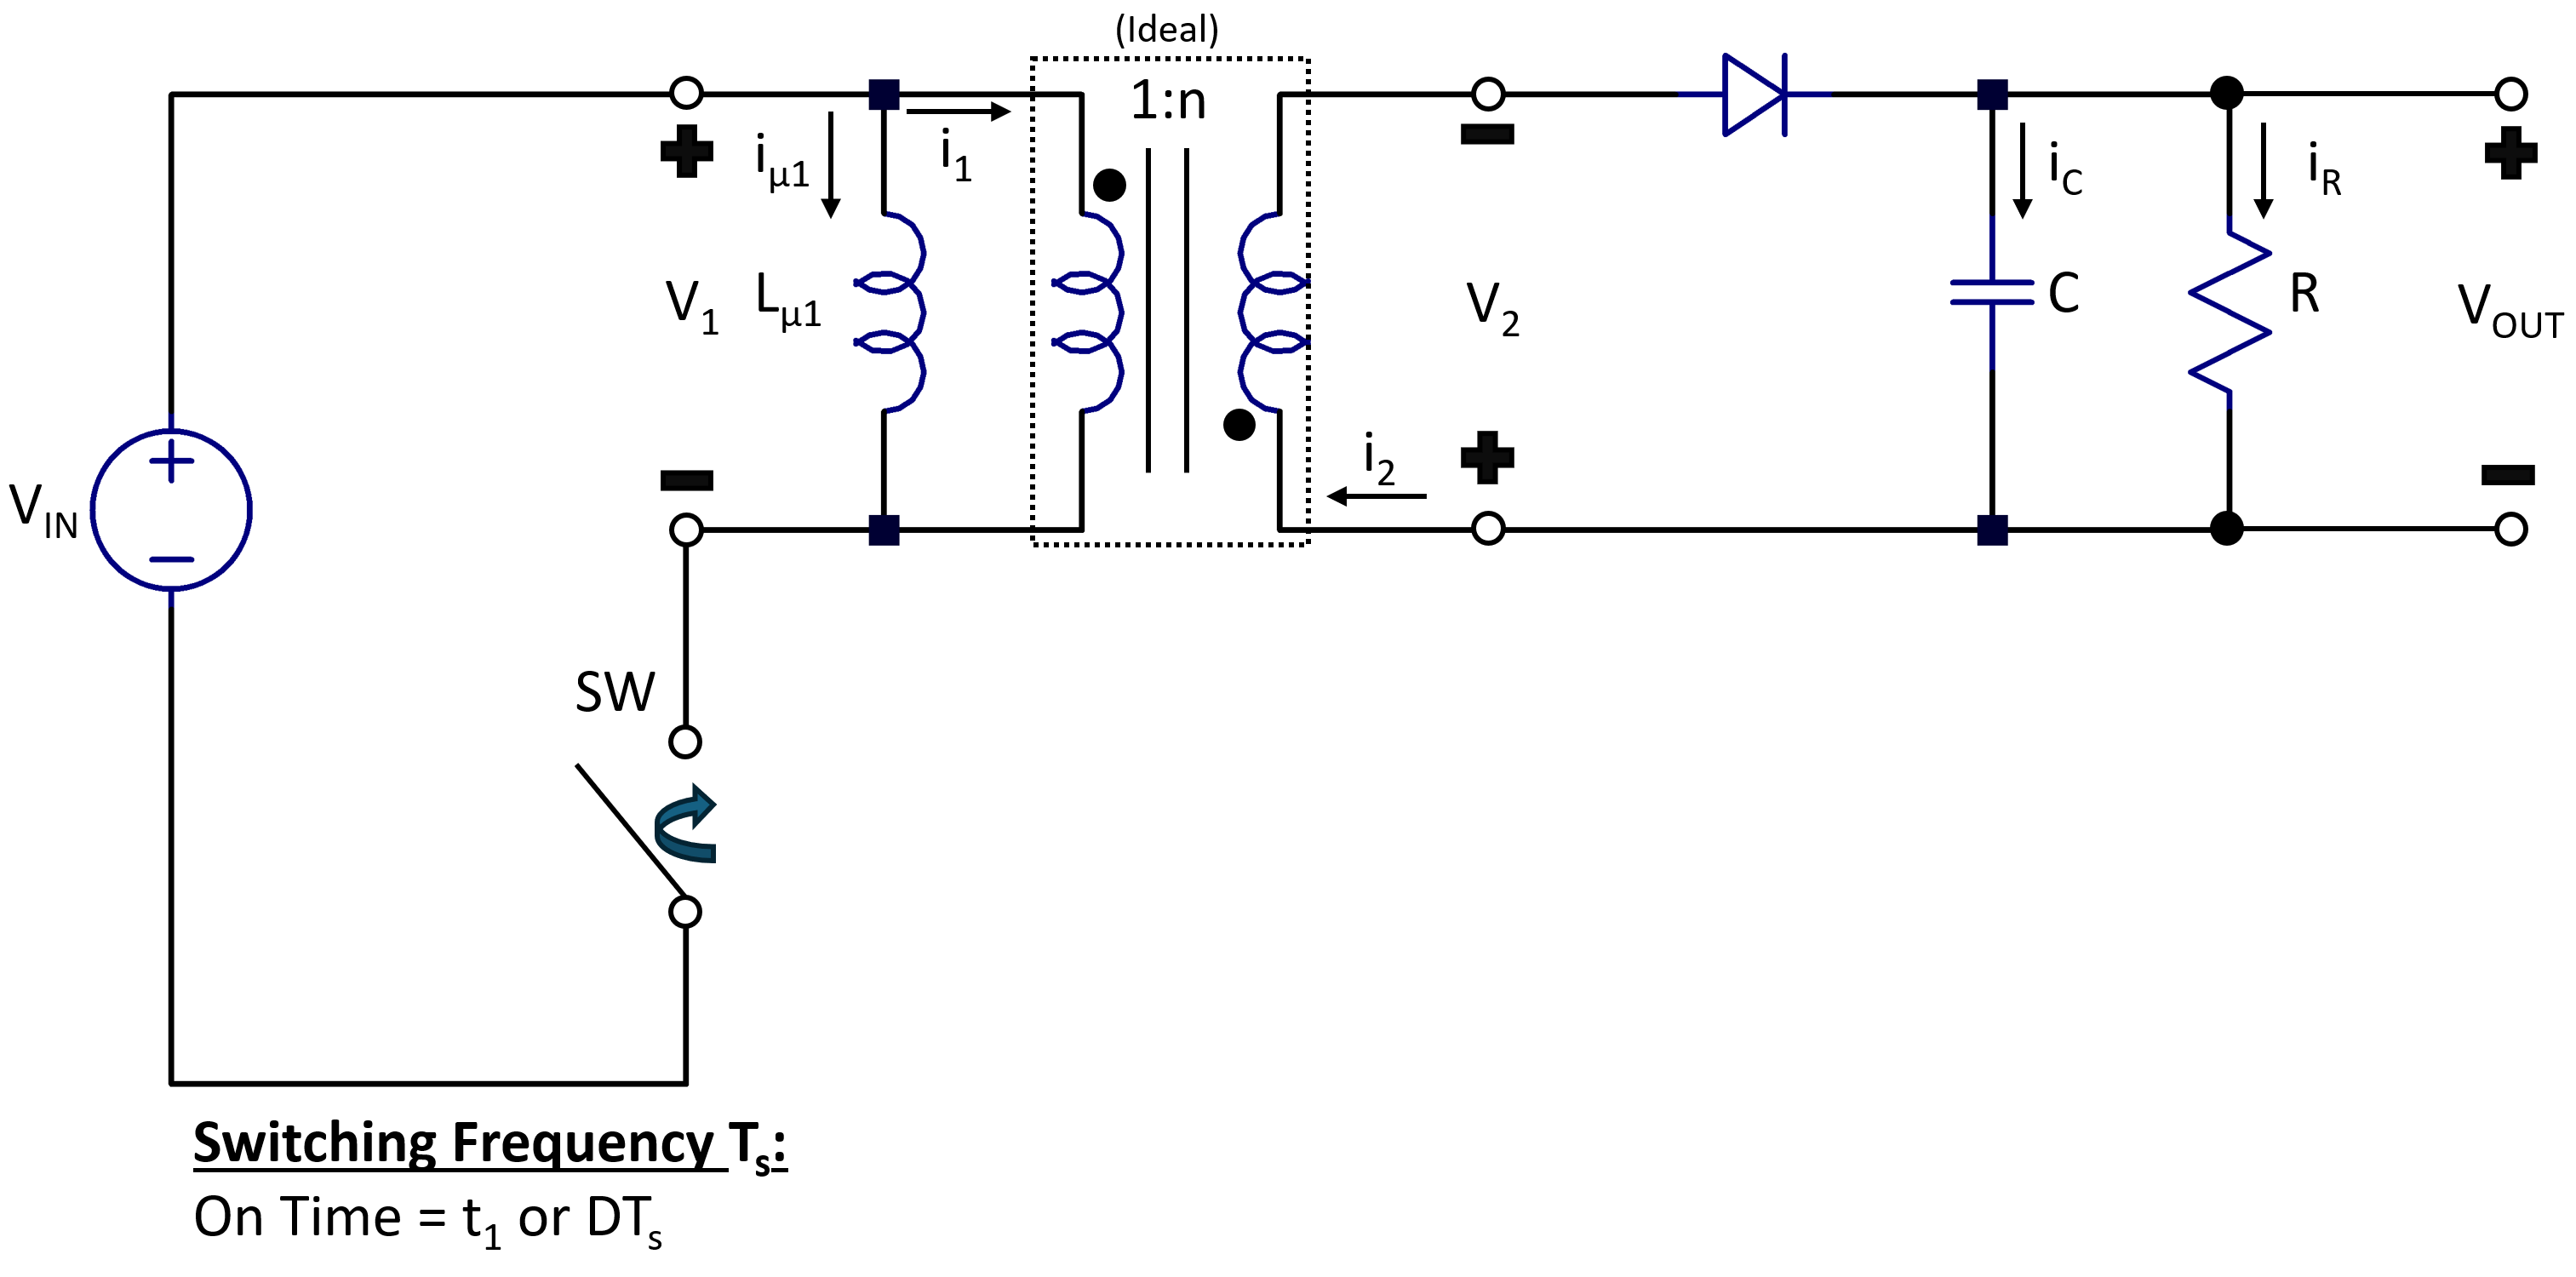 (Ideal)
1:n
i₁
iμ1
V₁
Lμ1
V₂
i₂
iC
C
iR
R
VOUT
VIN
SW
Switching Frequency Ts:
On Time = t₁ or DTs